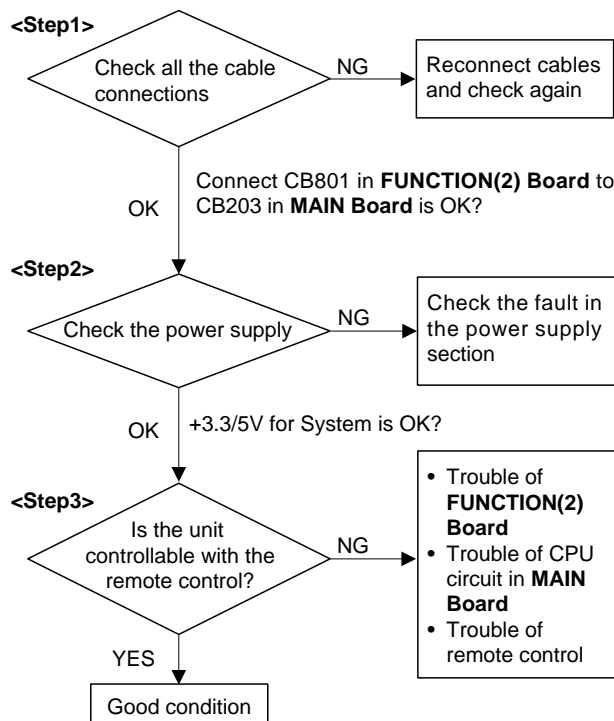 <Step1>
Check all the cable
connections
NG
Reconnect cables
and check again
OK
Connect CB801 in FUNCTION(2) Board to
CB203 in MAIN Board is OK?
<Step2>
Check the power supply
NG
Check the fault in
the power supply
section
OK
+3.3/5V for System is OK?
<Step3>
Is the unit
controllable with the
remote control?
NG
• Trouble of
FUNCTION(2)
Board
• Trouble of CPU
circuit in MAIN
Board
• Trouble of
remote control
YES
Good condition